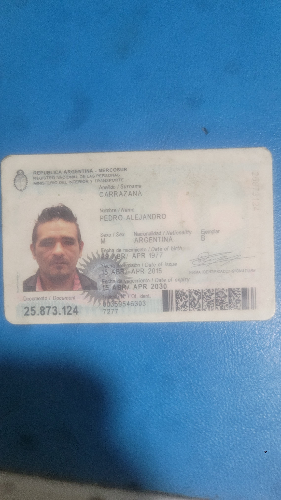 REPUBLICA ARGENTINA - MERCOSUR
REGISTRO NACIONAL DE LAS PERSONAS
MINISTERIO DEL INTERIOR Y TRANSPORTE
Apellido / Surname
CARRAZANA
Nombre / Name
PEDRO ALEJANDRO
Sexo / Sex
Nacionalidad / Nationality
Ejemplar
M
ARGENTINA
Fecha de nacimiento / Date of birth
ABR/ APR 1977
Fecha de emisión / Date of issue
15 ABR/ APR 2015
Fecha de vencimiento / Date of expiry
15 ABR/ APR 2030
Documento / Document
25.873.124
7277